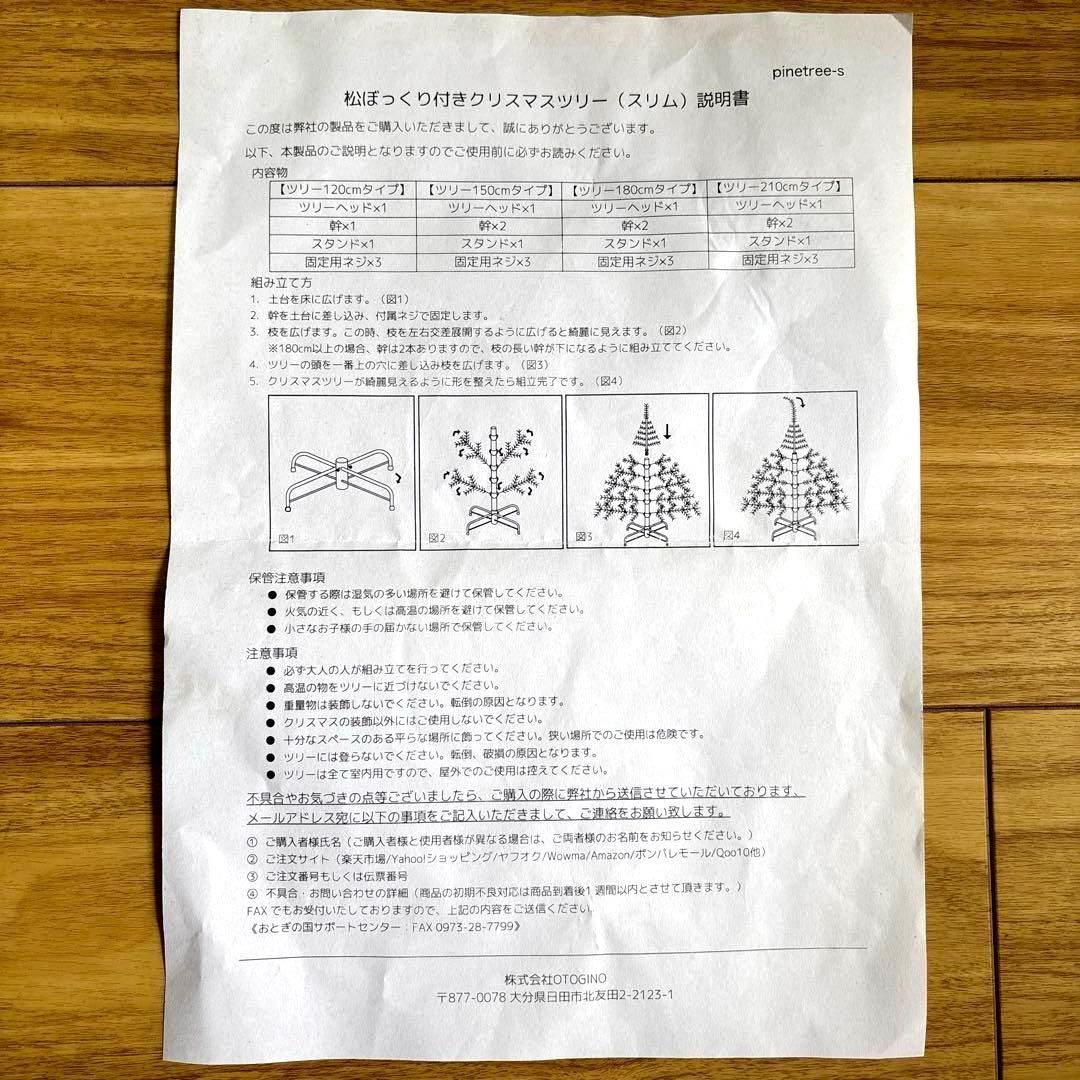 pinetree-s
松ぼっくり付きクリスマスツリー（スリム）説明書
この度は弊社の製品をご購入いただきまして、誠にありがとうございます。
以下、本製品のご説明となりますのでご使用前に必ずお読みください。
内容物
【ツリー120cmタイプ】 【ツリー150cmタイプ】 【ツリー180cmタイプ】 【ツリー210cmタイプ】
ツリーヘッド×1 ツリーヘッド×1 ツリーヘッド×1 ツリーヘッド×1
幹×1 幹×2 幹×2 幹×2
スタンド×1 スタンド×1 スタンド×1 スタンド×1
固定用ネジ×3 固定用ネジ×3 固定用ネジ×3 固定用ネジ×3
組み立て方
1. 土台を床に広げます。（図1）
2. 幹を土台に差し込み、付属ネジで固定します。
3. 枝を広げます。この時、枝を左右交差展開するように広げると綺麗に見えます。（図2）
※180cm以上の場合、幹は2本ありますので、枝の長い幹が下になるように組み立ててください。
4. ツリーの頭を一番上の穴に差し込み枝を広げます。（図3）
5. クリスマスツリーが綺麗見えるように形を整えたら組立完了です。（図4）
図1 図2 図3 図4
保管注意事項
● 保管する際は湿気の多い場所を避けて保管してください。
● 火気の近く、もしくは高温の場所を避けて保管してください。
● 小さなお子様の手の届かない場所で保管してください。
注意事項
● 必ず大人の人が組み立てを行ってください。
● 高温の物をツリーに近づけないでください。
● 重量物は装飾しないでください。転倒の原因となります。
● クリスマスの装飾以外にはご使用しないでください。
● 十分なスペースのある平らな場所に飾ってください。狭い場所でのご使用は危険です。
● ツリーには登らないでください。転倒、破損の原因となります。
● ツリーは全て室内用ですので、屋外でのご使用は控えてください。
不具合やお気づきの点等ございましたら、ご購入の際に弊社から送信させていただいております、
メールアドレス宛に以下の事項をご記入いただきまして、ご連絡をお願い致します。
① ご購入者様氏名（ご購入者様と使用者様が異なる場合は、ご両者様のお名前をお知らせください。）
② ご注文サイト（楽天市場/Yahoo!ショッピング/ヤフオク/Wowma/Amazon/ポンパレモール/Qoo10他）
③ ご注文番号もしくは伝票番号
④ 不具合・お問い合わせの詳細（商品の初期不良対応は商品到着後1週間以内とさせて頂きます。）
FAXでもお受付いたしておりますので、上記の内容をご送信ください。
《おとぎの国サポートセンター：FAX 0973-28-7799》
株式会社OTOGINO
〒877-0078 大分県日田市北友田2-2123-1